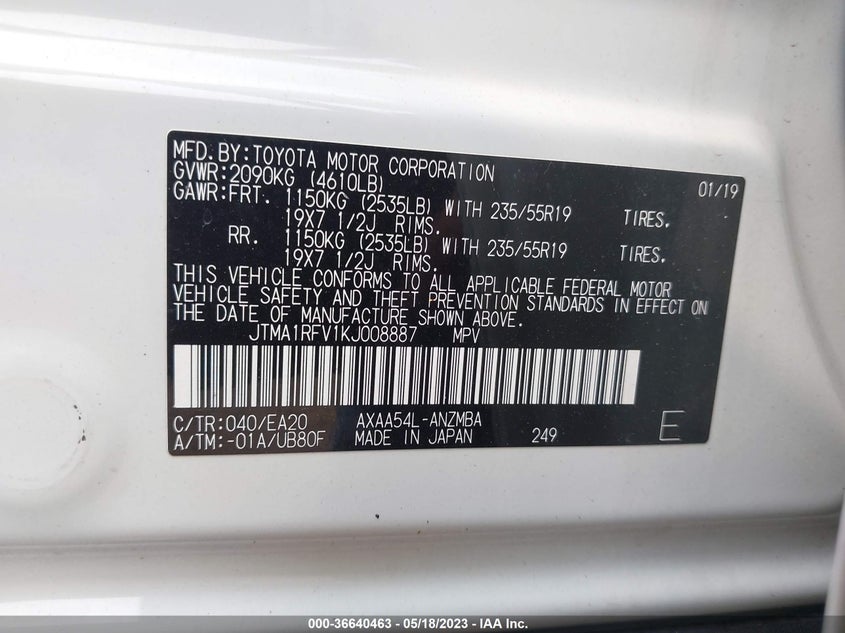 MFD.BY:TOYOTA MOTOR CORPORATION 01/19
GVWR:2090KG (4610LB)
GAWR:FRT. 1150KG (2535LB) WITH 235/55R19 TIRES.
19X7 1/2J RIMS.
RR. 1150KG (2535LB) WITH 235/55R19 TIRES.
19X7 1/2J RIMS.
THIS VEHICLE CONFORMS TO ALL APPLICABLE FEDERAL MOTOR
VEHICLE SAFETY AND THEFT PREVENTION STANDARDS IN EFFECT ON
THE DATE OF MANUFACTURE SHOWN ABOVE.
JTMA1RFV1KJ008887 MPV
C/TR:040/EA20 AXAA54L-ANZMBA
A/TM:-01A/UB80F MADE IN JAPAN 249 E
000-36640463 - 05/18/2023 - IAA Inc.